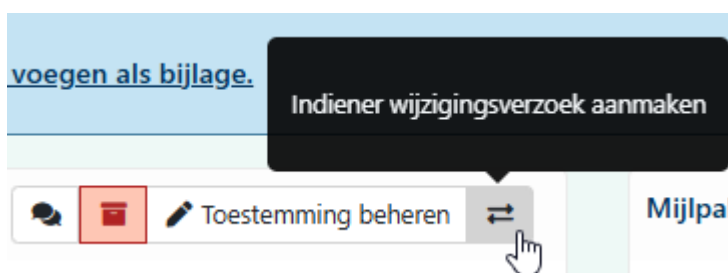 voegen als bijlage.
Indiener wijzigingsverzoek aanmaken
Toestemming beheren
Mijlpa